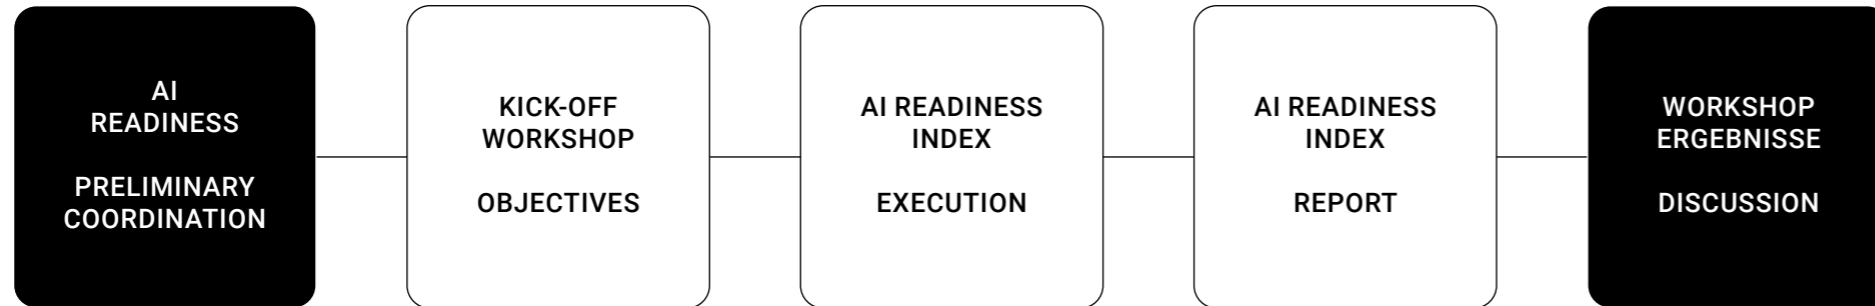 AI
READINESS
PRELIMINARY
COORDINATION
KICK-OFF
WORKSHOP
OBJECTIVES
AI READINESS
INDEX
EXECUTION
AI READINESS
INDEX
REPORT
WORKSHOP
ERGEBNISSE
DISCUSSION